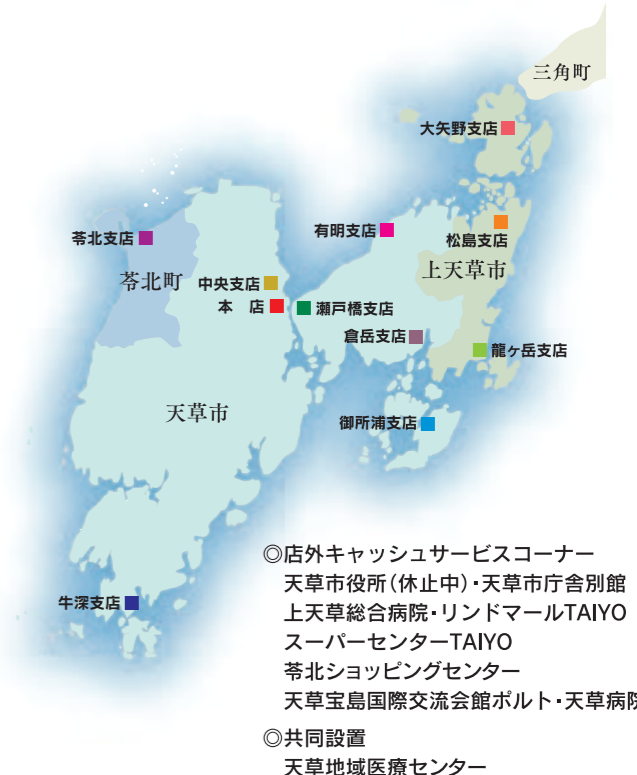 三角町
大矢野支店
有明支店
松島支店
苓北支店
上天草市
苓北町
中央支店
本 店
瀬戸橋支店
倉岳支店
龍ヶ岳支店
天草市
御所浦支店
牛深支店
◎店外キャッシュサービスコーナー
天草市役所(休止中)・天草市庁舎別館
上天草総合病院・リンドマールTAIYO
スーパーセンターTAIYO
苓北ショッピングセンター
天草宝島国際交流会館ポルト・天草病院
◎共同設置
天草地域医療センター